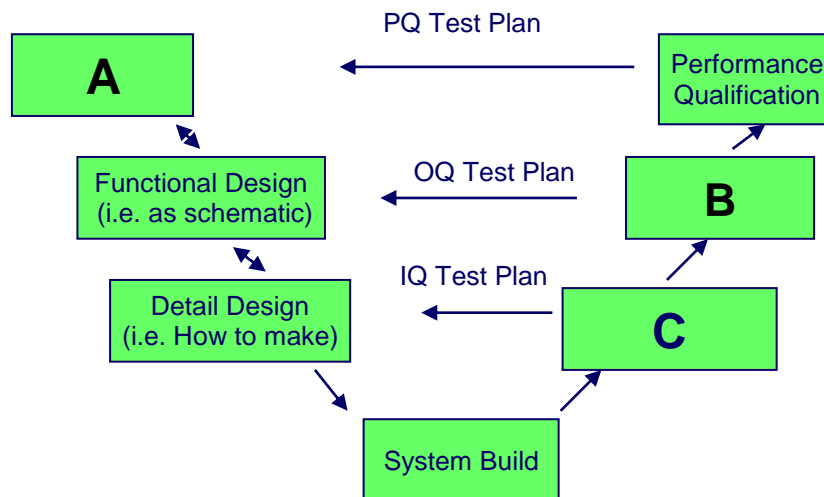 PQ Test Plan
A
Performance
Qualification
Functional Design
(i.e. as schematic)
OQ Test Plan
B
Detail Design
(i.e. How to make)
IQ Test Plan
C
System Build